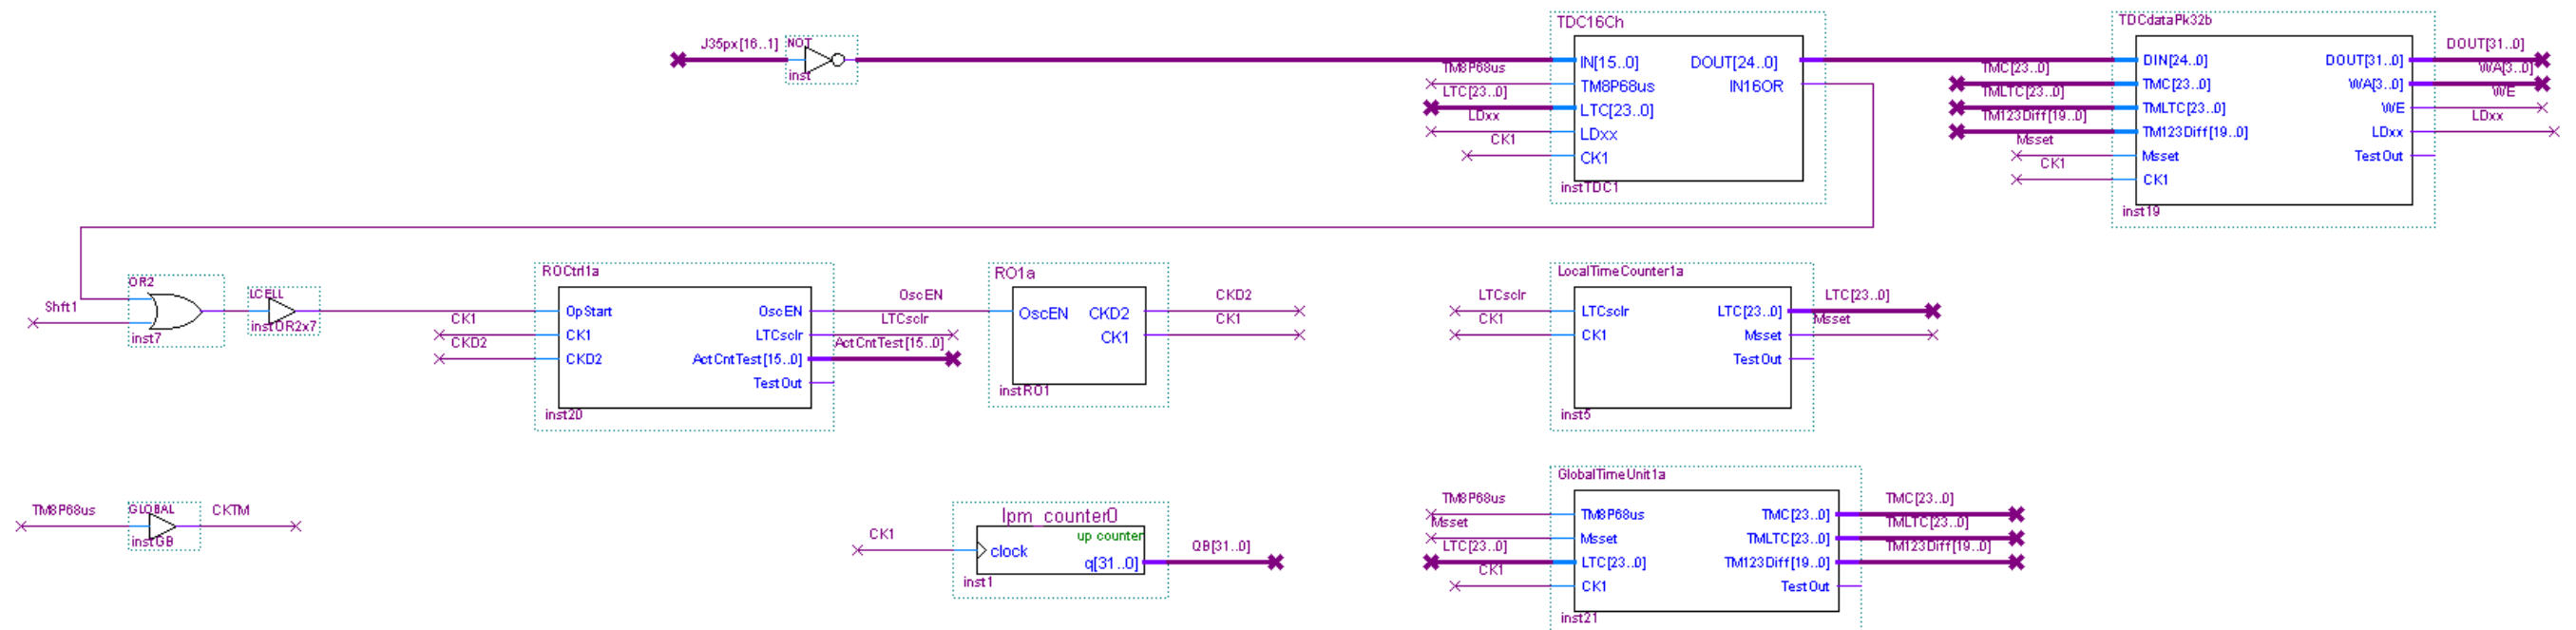 TDC16Ch
TDCdataPk32b
J35px[16..1]
NOT
inst
TM8P68us
LTC[23..0]
LDxx
CK1
IN[15..0]
DOUT[24..0]
TM8P68us
IN16OR
LTC[23..0]
LDxx
CK1
instTDC1
TMC[23..0]
TMLTC[23..0]
TM123Diff[19..0]
Msset
CK1
DIN[24..0]
DOUT[31..0]
TMC[23..0]
WA[3..0]
TMLTC[23..0]
WE
TM123Diff[19..0]
LDxx
Msset
TestOut
CK1
inst19
DOUT[31..0]
WA[3..0]
WE
LDxx
Shft1
OR2
inst7
LCELL
instOR2x7
ROCtrl1a
CK1
CKD2
OpStart
OscEN
CK1
LTCsclr
CKD2
ActCntTest[15..0]
TestOut
inst20
OscEN
LTCsclr
ActCntTest[15..0]
RO1a
OscEN
CKD2
CK1
instRO1
CKD2
CK1
LocalTimeCounter1a
LTCsclr
CK1
LTCsclr
LTC[23..0]
CK1
Msset
TestOut
inst5
LTC[23..0]
Msset
TM8P68us
GLOBAL
CKTM
instGB
lpm_counter0
CK1
up counter
clock
q[31..0]
inst1
QB[31..0]
GlobalTimeUnit1a
TM8P68us
Msset
LTC[23..0]
CK1
TM8P68us
TMC[23..0]
Msset
TMLTC[23..0]
LTC[23..0]
TM123Diff[19..0]
CK1
TestOut
inst21
TMC[23..0]
TMLTC[23..0]
TM123Diff[19..0]